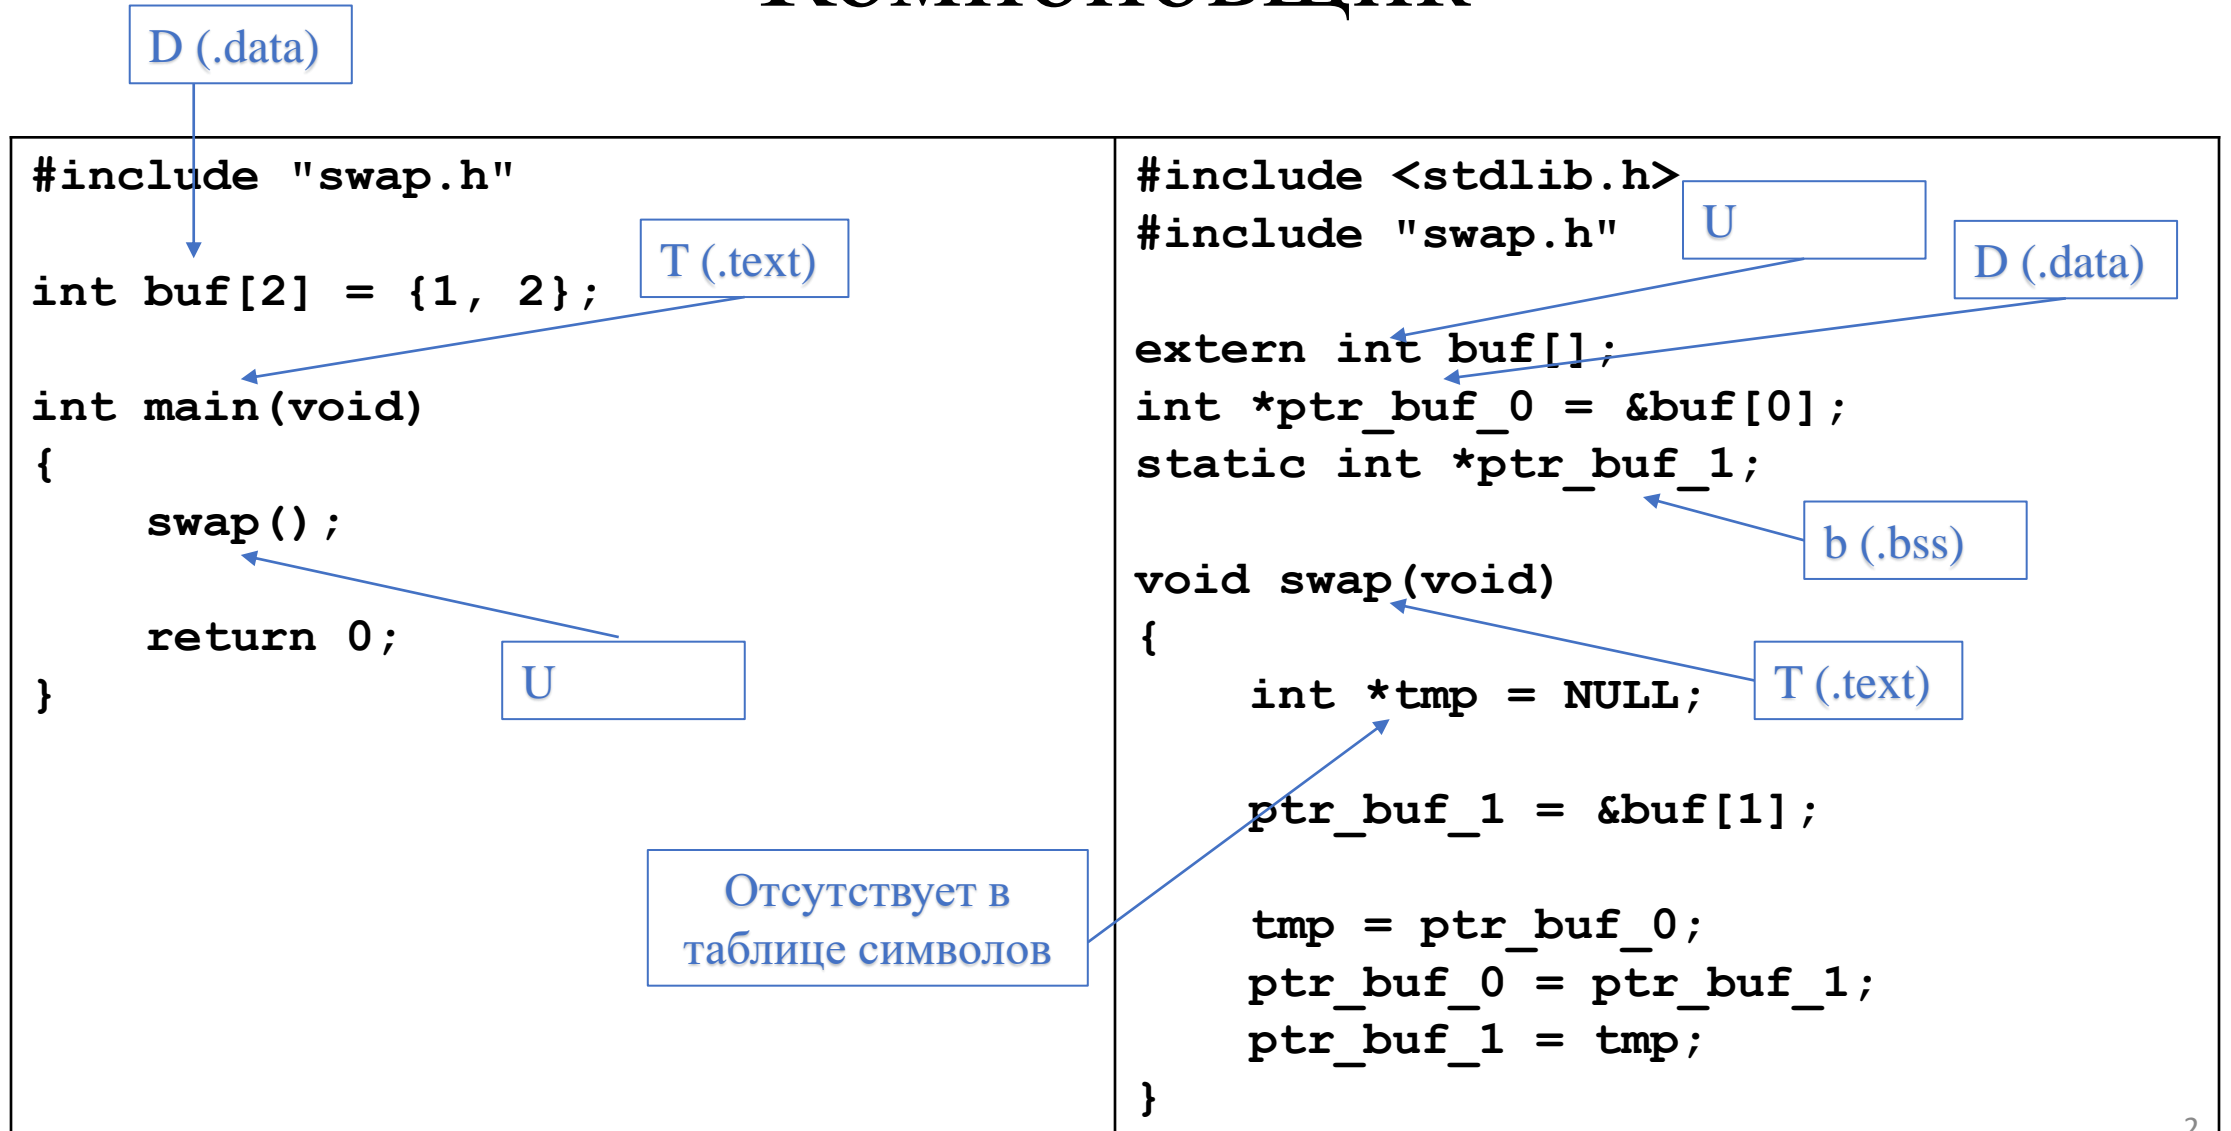 Компоновщик
D (.data)
#include "swap.h"
int buf[2] = {1, 2};
T (.text)
int main(void)
{
    swap();
    return 0;
}
U
Отсутствует в
таблице символов
#include <stdlib.h>
#include "swap.h"
U
D (.data)
extern int buf[];
int *ptr_buf_0 = &buf[0];
static int *ptr_buf_1;
b (.bss)
void swap(void)
{
    int *tmp = NULL;
T (.text)
    ptr_buf_1 = &buf[1];
    tmp = ptr_buf_0;
    ptr_buf_0 = ptr_buf_1;
    ptr_buf_1 = tmp;
}
2